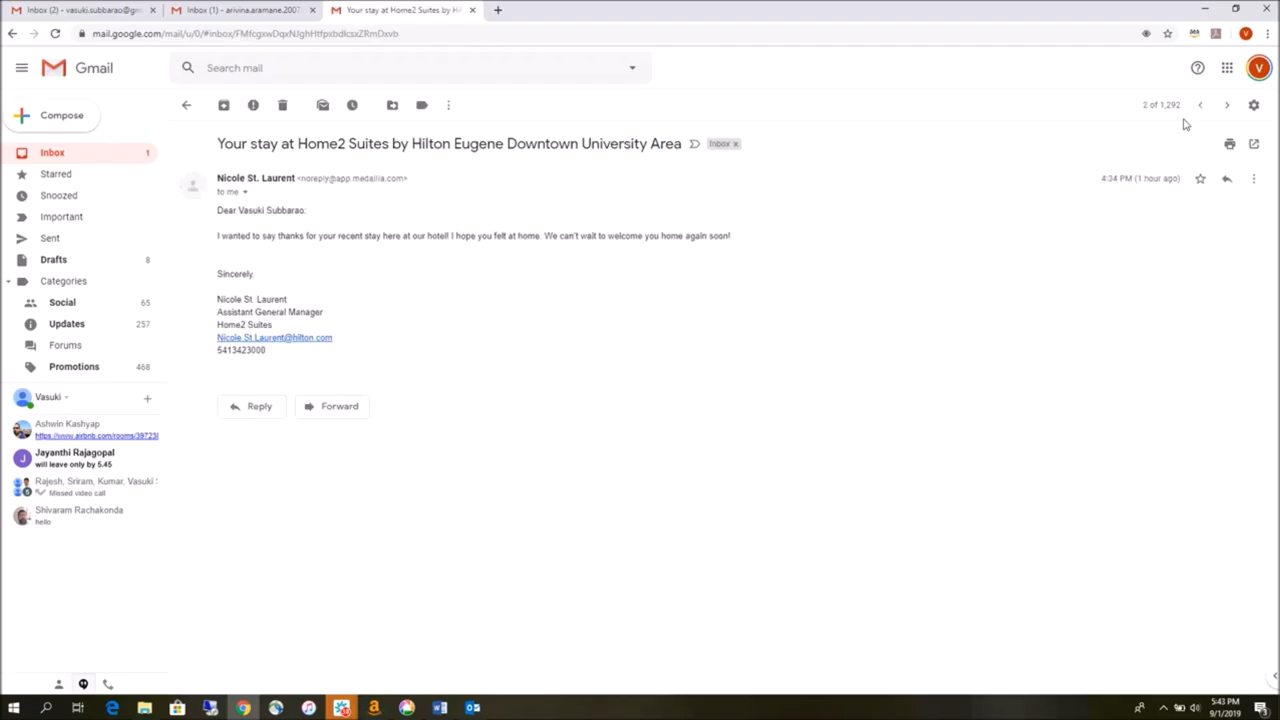 Inbox (2) - vasuki.subbarao@gm
Inbox (1) - arivina.aramane.2007
Your stay at Home2 Suites by Hi
mail.google.com/mail/u/0/#inbox/
Gmail
Search mail
Compose
2 of 1,292
Your stay at Home2 Suites by Hilton Eugene Downtown University Area
Inbox x
Inbox 1
Starred
Snoozed
Important
Sent
Drafts 8
Categories
Social 65
Updates 257
Forums
Promotions 468
Nicole St. Laurent <noreply@app.medallia.com>
4:34 PM (1 hour ago)
to me
Dear Vasuki Subbarao:
I wanted to say thanks for your recent stay here at our hotel! I hope you felt at home. We can't wait to welcome you home again soon!
Sincerely,
Nicole St. Laurent
Assistant General Manager
Home2 Suites
Nicole.St.Laurent@hilton.com
5413423000
Reply
Forward
Vasuki
Ashwin Kashyap
https://www.airbnb.com/rooms/39723
Jayanthi Rajagopal
will leave only by 5.45
Rajesh, Sriram, Kumar, Vasuki S
Missed video call
Shivaram Rachakonda
hello
5:43 PM
9/1/2019